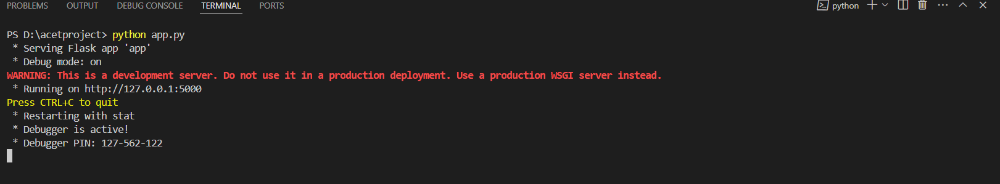 PROBLEMS OUTPUT DEBUG CONSOLE TERMINAL PORTS python
PS D:\acetproject> python app.py
 * Serving Flask app 'app'
 * Debug mode: on
WARNING: This is a development server. Do not use it in a production deployment. Use a production WSGI server instead.
 * Running on http://127.0.0.1:5000
Press CTRL+C to quit
 * Restarting with stat
 * Debugger is active!
 * Debugger PIN: 127-562-122